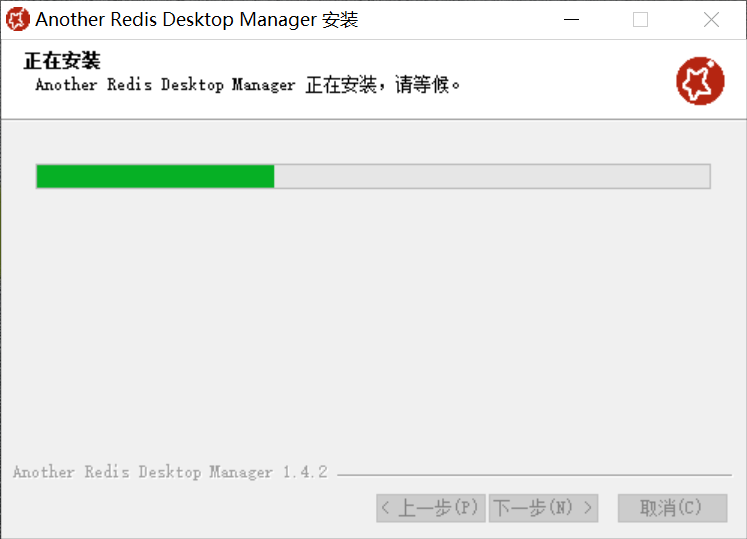 Another Redis Desktop Manager 安装
正在安装
Another Redis Desktop Manager 正在安装，请等候。
Another Redis Desktop Manager 1.4.2
< 上一步(P) 下一步(N) > 取消(C)